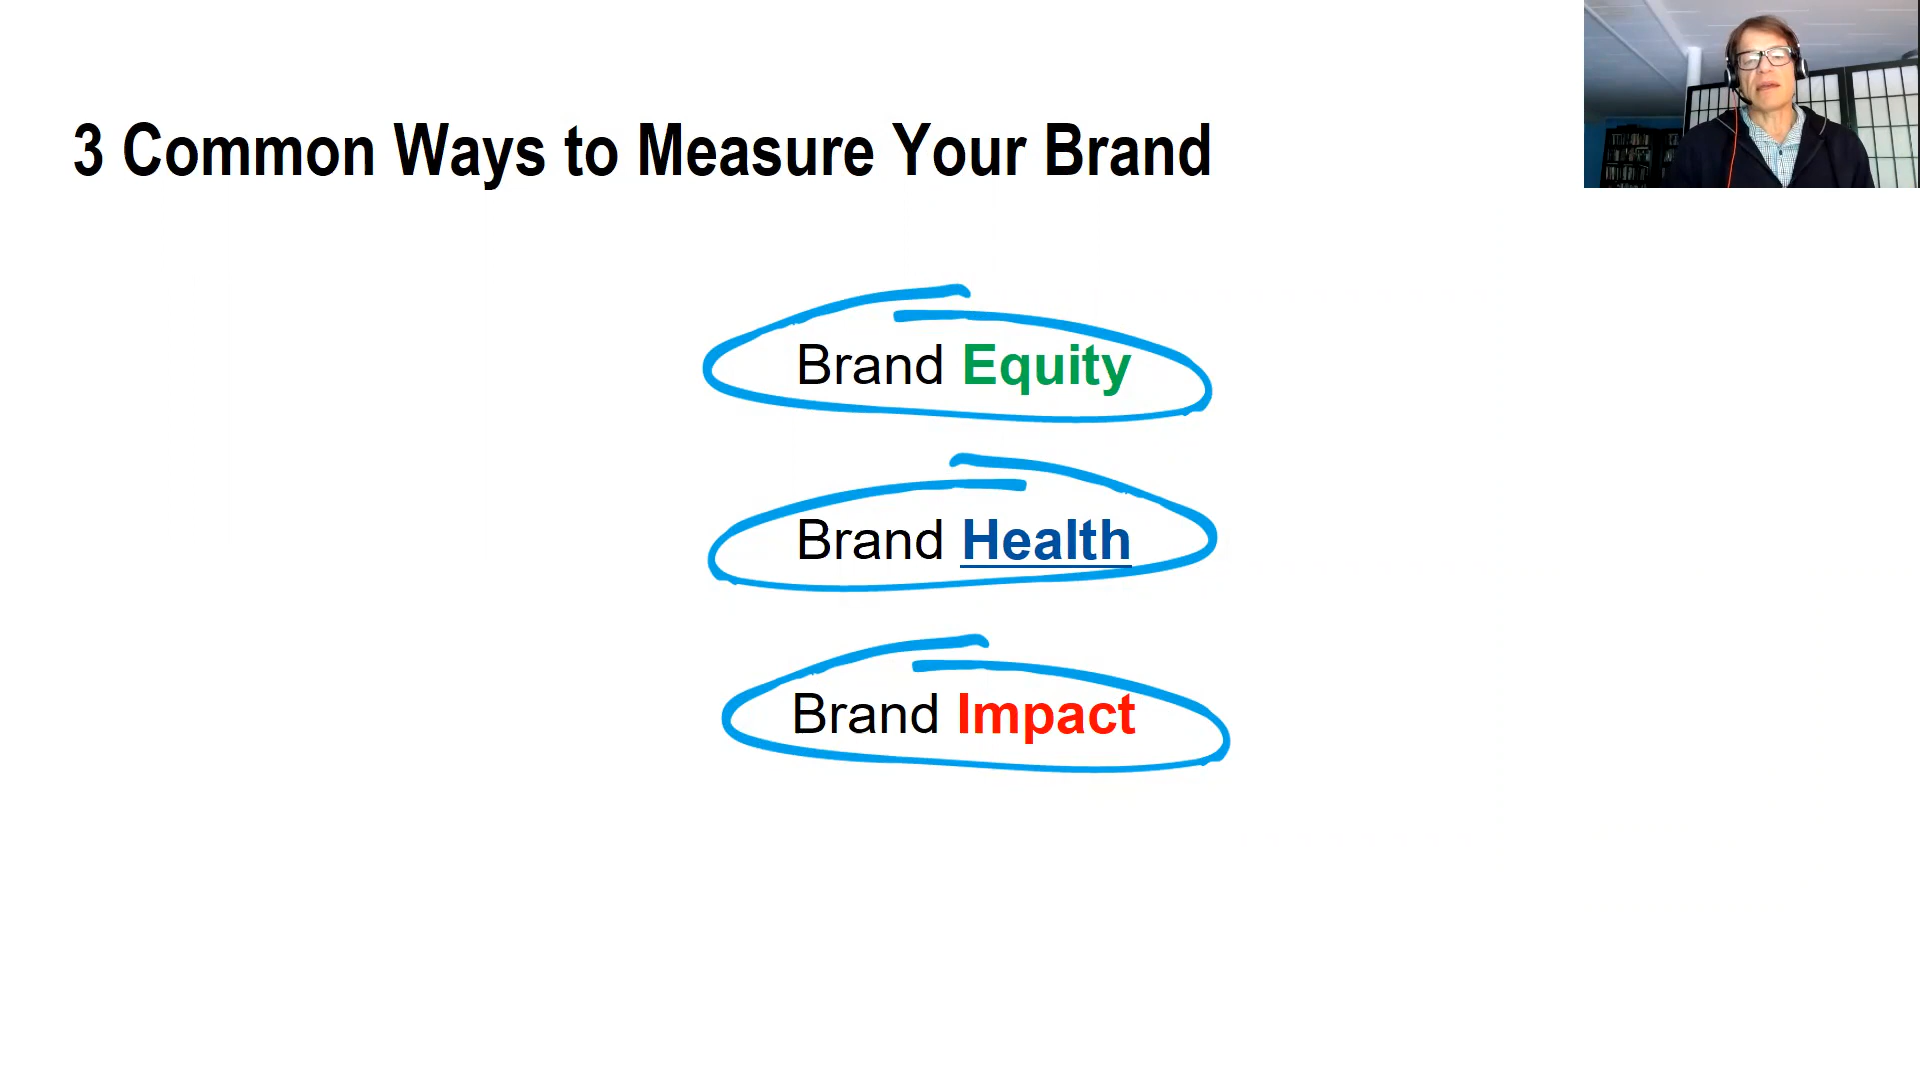 3 Common Ways to Measure Your Brand
Brand Equity
Brand Health
Brand Impact